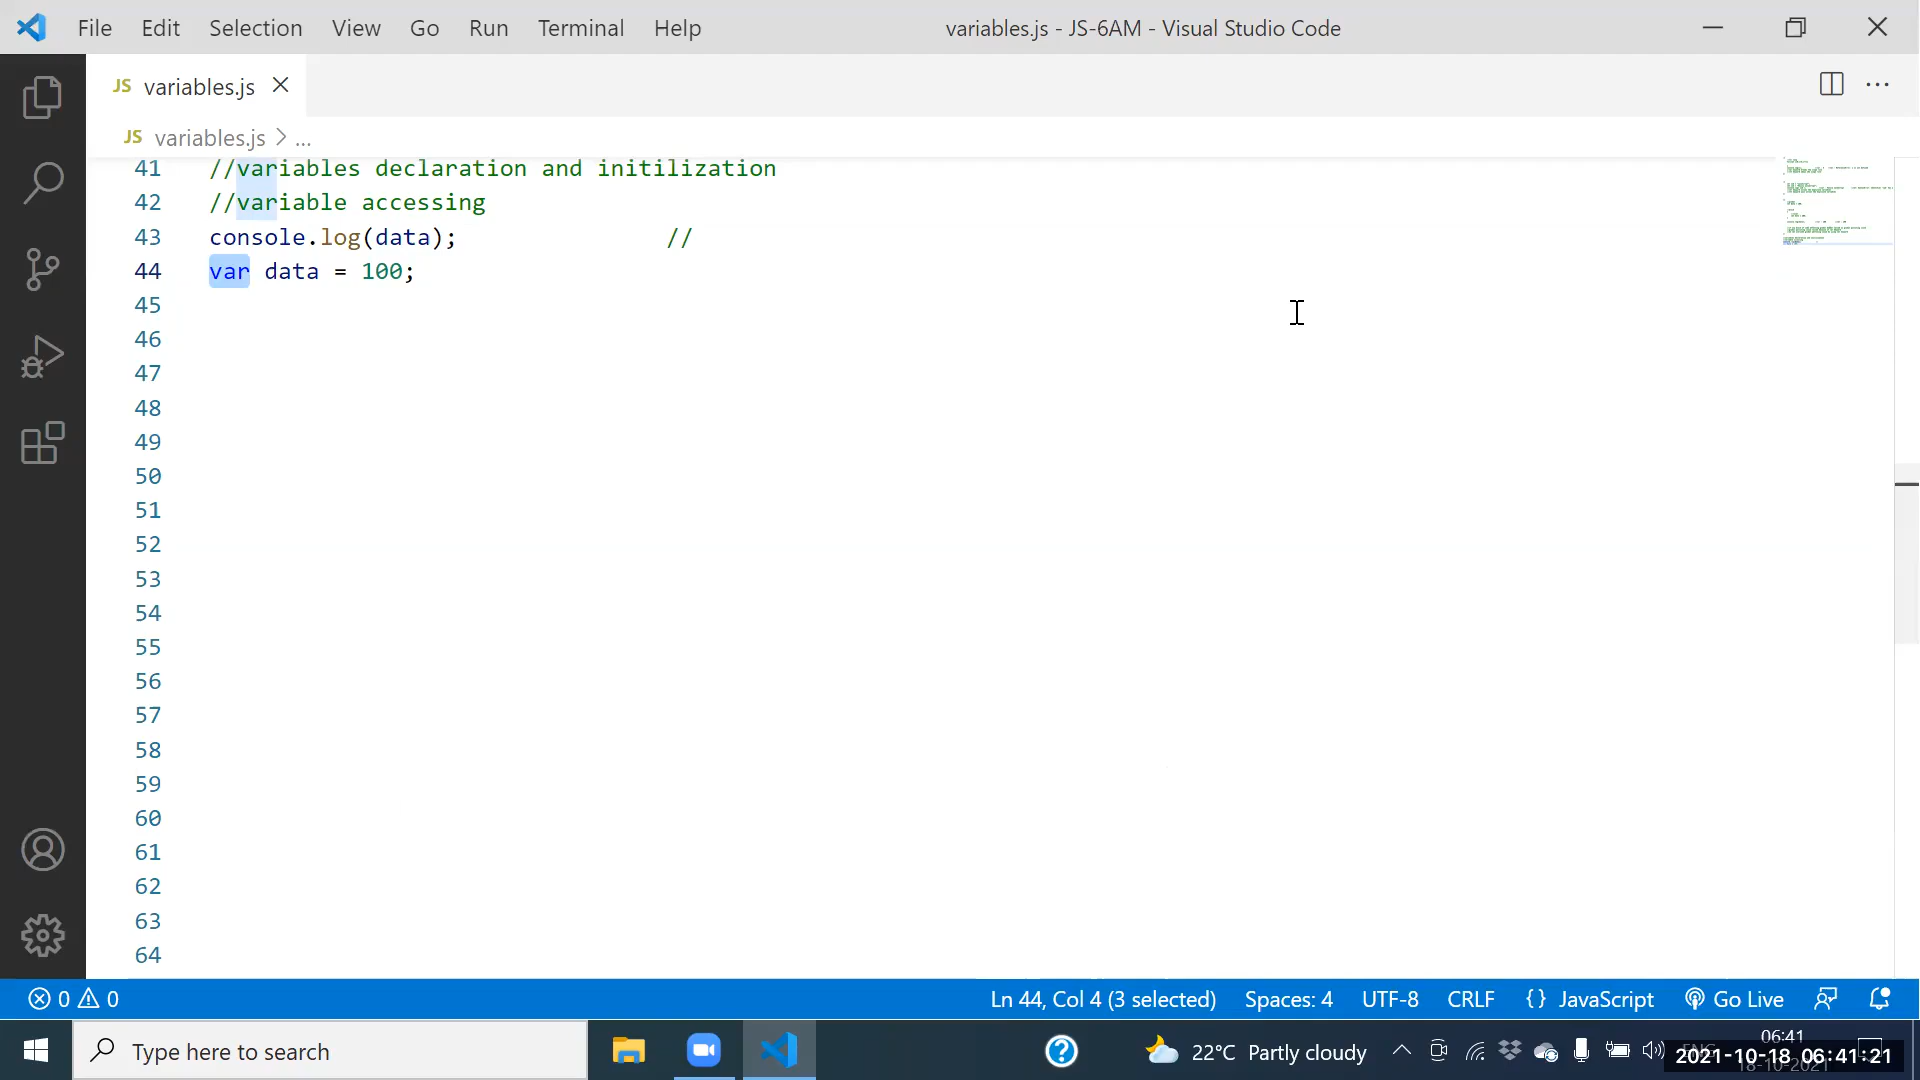 File Edit Selection View Go Run Terminal Help variables.js - JS-6AM - Visual Studio Code
JS variables.js
JS variables.js > ...
41 //variables declaration and initilization
42 //variable accessing
43 console.log(data); //
44 var data = 100;
45
46
47
48
49
50
51
52
53
54
55
56
57
58
59
60
61
62
63
64
0 0 Ln 44, Col 4 (3 selected) Spaces: 4 UTF-8 CRLF {} JavaScript Go Live
Type here to search 22°C Partly cloudy 06:41
2021-10-18 06:41:21
18-10-2021